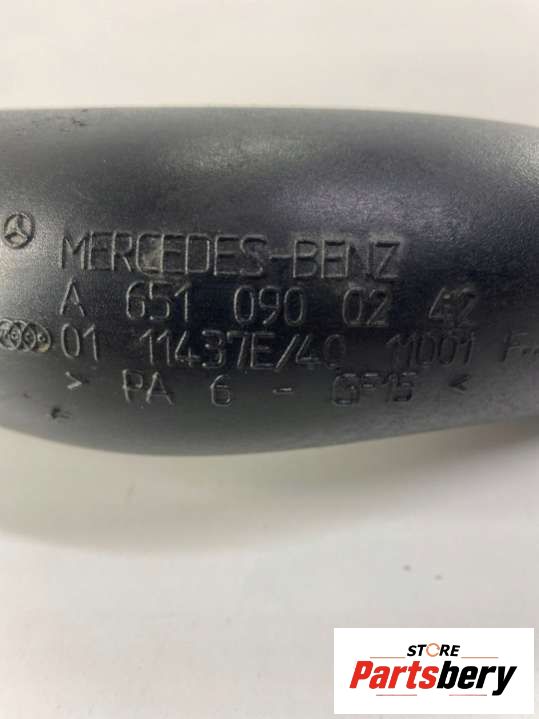 MERCEDES-BENZ
A 651 090 02 42
01 11437E/40 11001 F
> PA 6 - GF15 <
STORE
Partsbery